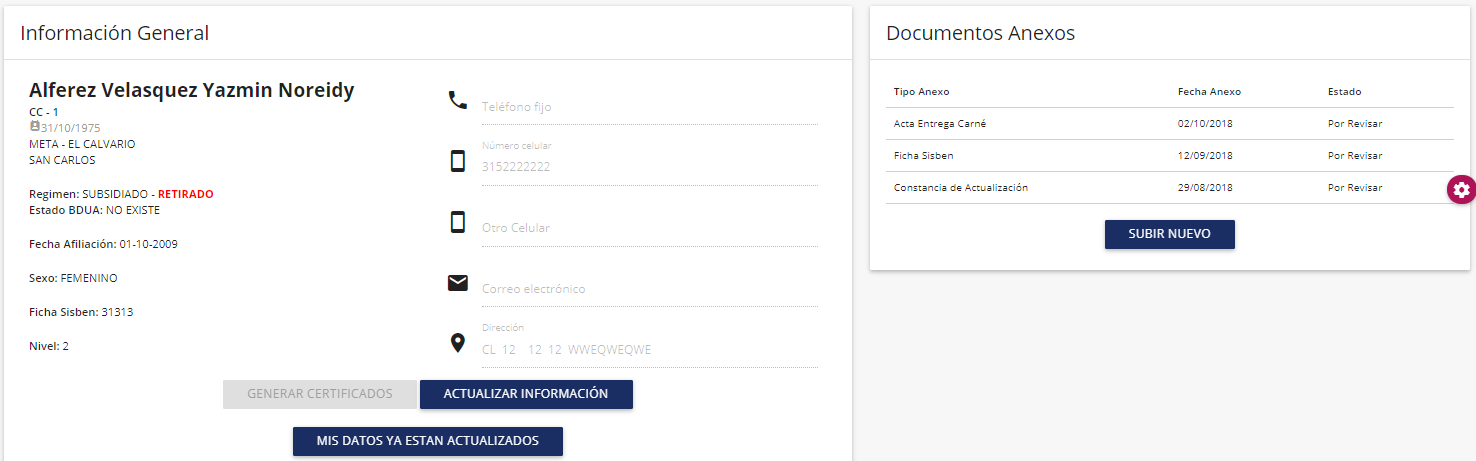 Información General
Alferez Velasquez Yazmin Noreidy
CC - 1
31/10/1975
META - EL CALVARIO
SAN CARLOS
Regimen: SUBSIDIADO - RETIRADO
Estado BDUA: NO EXISTE
Fecha Afiliación: 01-10-2009
Sexo: FEMENINO
Ficha Sisben: 31313
Nivel: 2
Teléfono fijo
Número celular
3152222222
Otro Celular
Correo electrónico
Dirección
CL 12 12 12 WWEQWEQWE
GENERAR CERTIFICADOS ACTUALIZAR INFORMACIÓN
MIS DATOS YA ESTAN ACTUALIZADOS
Documentos Anexos
Tipo Anexo Fecha Anexo Estado
Acta Entrega Carné 02/10/2018 Por Revisar
Ficha Sisben 12/09/2018 Por Revisar
Constancia de Actualización 29/08/2018 Por Revisar
SUBIR NUEVO